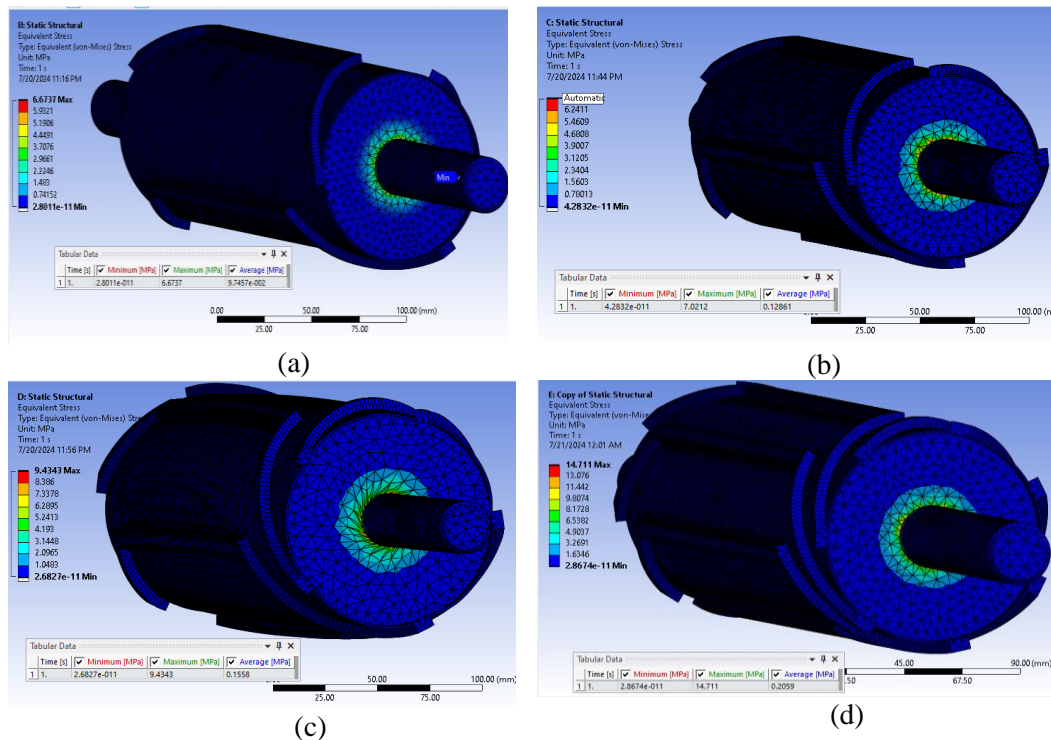 B: Static Structural
Equivalent Stress
Type: Equivalent (von-Mises) Stress
Unit: MPa
Time: 1 s
7/20/2024 11:16 PM
6.6737 Max
5.9321
5.1906
4.4491
3.7076
2.9661
2.2246
1.483
0.74152
2.8011e-11 Min
Min
Tabular Data
Time [s] Minimum [MPa] Maximum [MPa] Average [MPa]
1 1. 2.8011e-011 6.6737 9.7457e-002
0.00 50.00 100.00 (mm)
25.00 75.00
(a)
C: Static Structural
Equivalent Stress
Type: Equivalent (von-Mises) Stress
Unit: MPa
Time: 1 s
7/20/2024 11:44 PM
Automatic
6.2411
5.4609
4.6808
3.9007
3.1205
2.3404
1.5603
0.78013
4.2832e-11 Min
Tabular Data
Time [s] Minimum [MPa] Maximum [MPa] Average [MPa]
1 1. 4.2832e-011 7.0212 0.12861
50.00 100.00 (mm)
25.00 75.00
(b)
D: Static Structural
Equivalent Stress
Type: Equivalent (von-Mises) Stress
Unit: MPa
Time: 1 s
7/20/2024 11:56 PM
9.4343 Max
8.386
7.3378
6.2895
5.2413
4.193
3.1448
2.0965
1.0483
2.6827e-11 Min
Tabular Data
Time [s] Minimum [MPa] Maximum [MPa] Average [MPa]
1 1. 2.6827e-011 9.4343 0.1558
0.00 50.00 100.00 (mm)
25.00 75.00
(c)
E: Copy of Static Structural
Equivalent Stress
Type: Equivalent (von-Mises)
Unit: MPa
Time: 1 s
7/21/2024 12:01 AM
14.711 Max
13.076
11.442
9.8074
8.1728
6.5382
4.9037
3.2691
1.6346
2.8674e-11 Min
Tabular Data
Time [s] Minimum [MPa] Maximum [MPa] Average [MPa]
1 1. 2.8674e-011 14.711 0.2059
45.00 90.00 (mm)
67.50
(d)